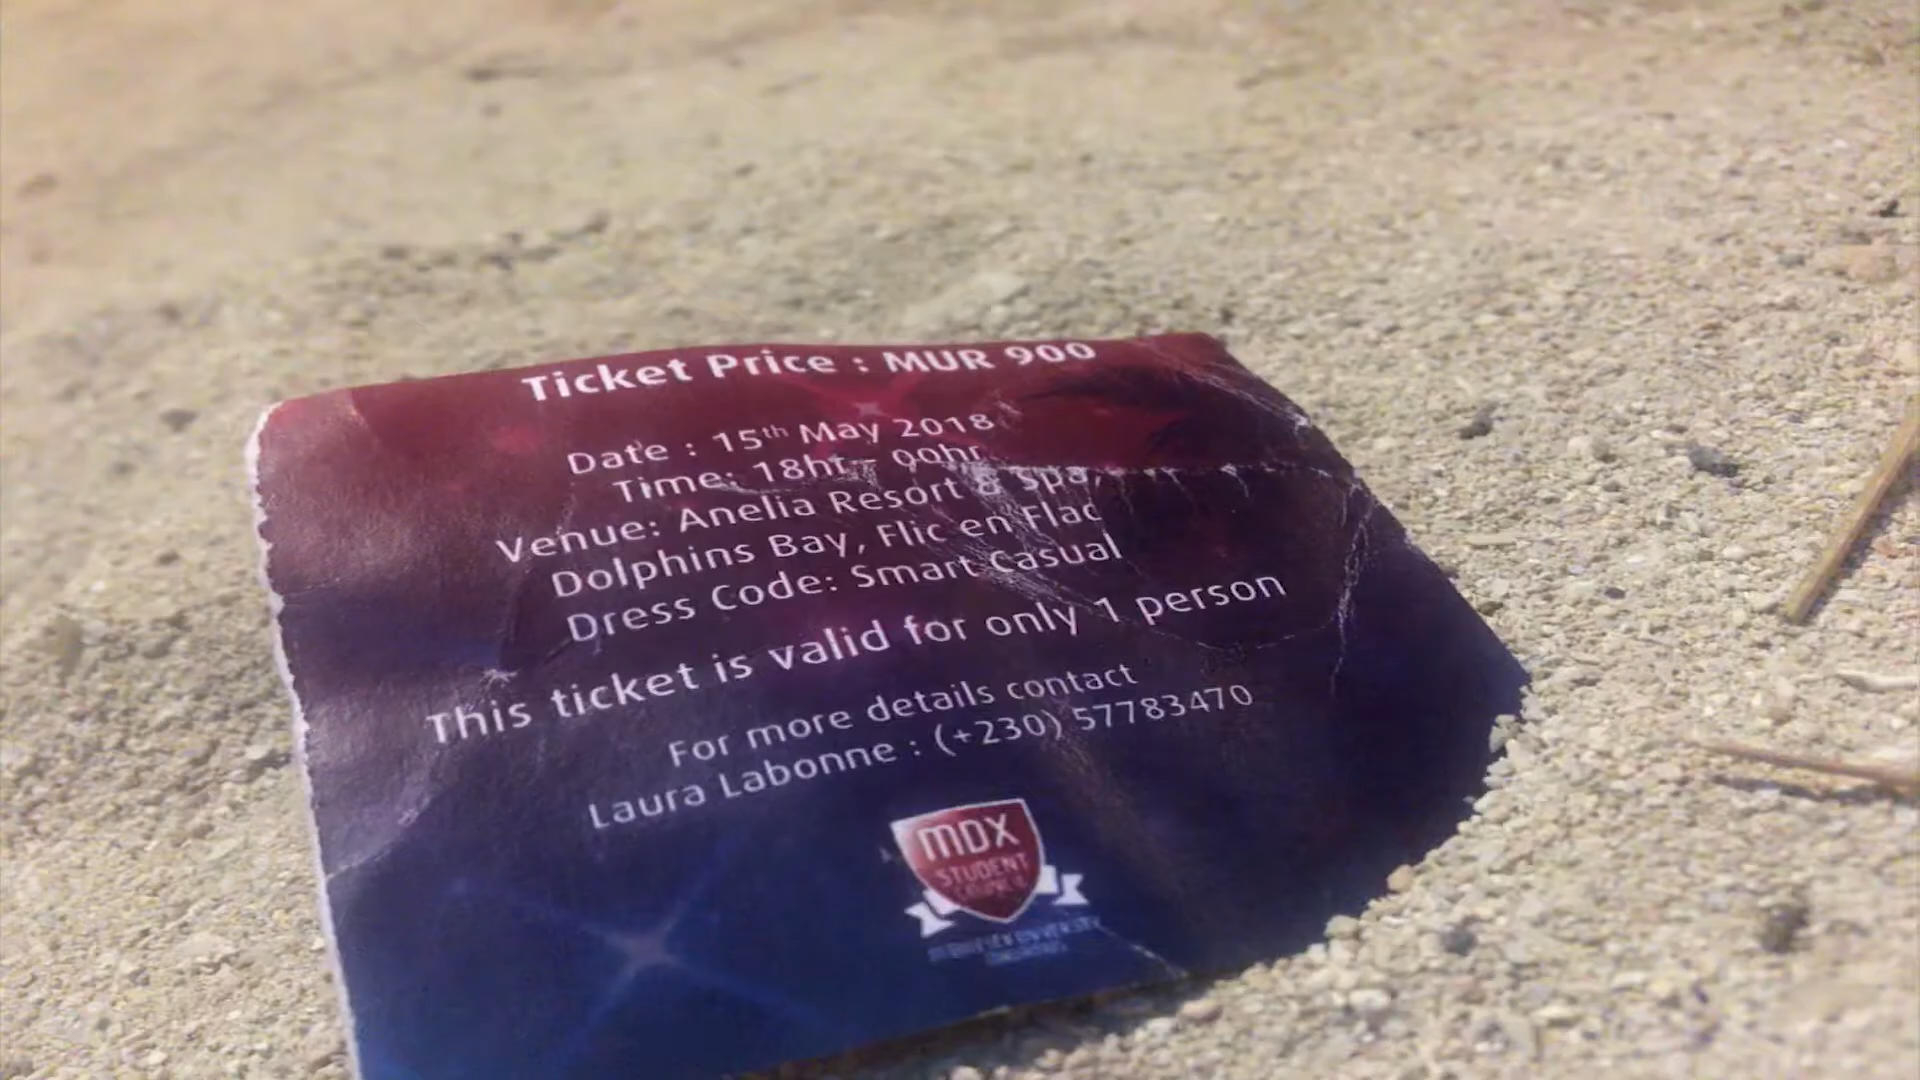 Ticket Price : MUR 900
Date : 15th May 2018
Time: 18hr - 00hr
Venue: Anelia Resort & Spa,
Dolphins Bay, Flic en Flac
Dress Code: Smart Casual
This ticket is valid for only 1 person
For more details contact
Laura Labonne : (+230) 57783470
MDX
STUDENT